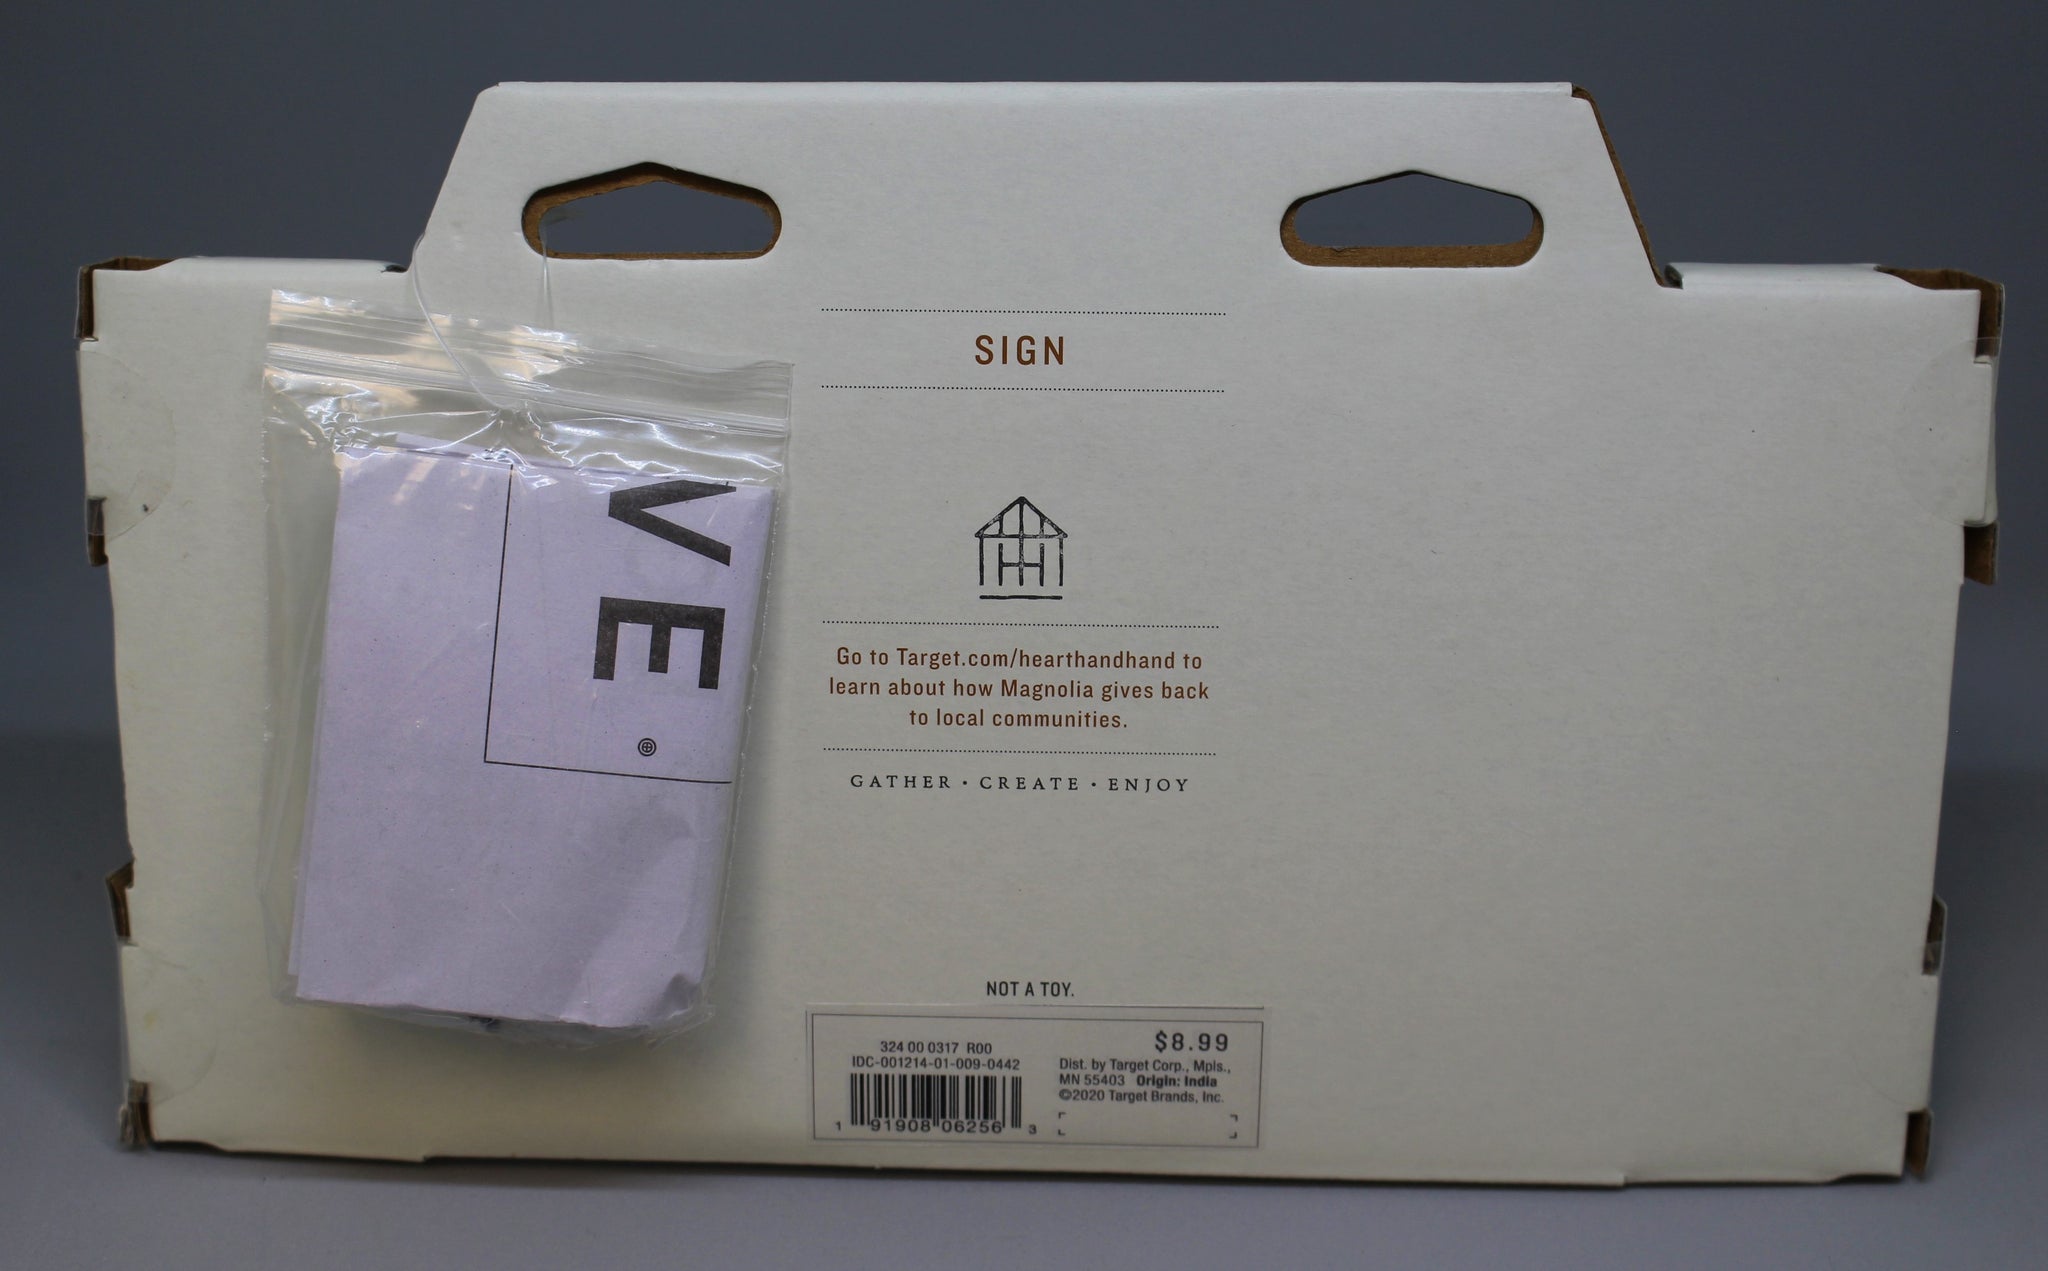 SIGN
VE
HH
Go to Target.com/hearthandhand to
learn about how Magnolia gives back
to local communities.
GATHER · CREATE · ENJOY
NOT A TOY.
324 00 0317 R00
IDC-001214-01-009-0442
1 91908 06256 3
$8.99
Dist. by Target Corp., Mpls.,
MN 55403 Origin: India
©2020 Target Brands, Inc.